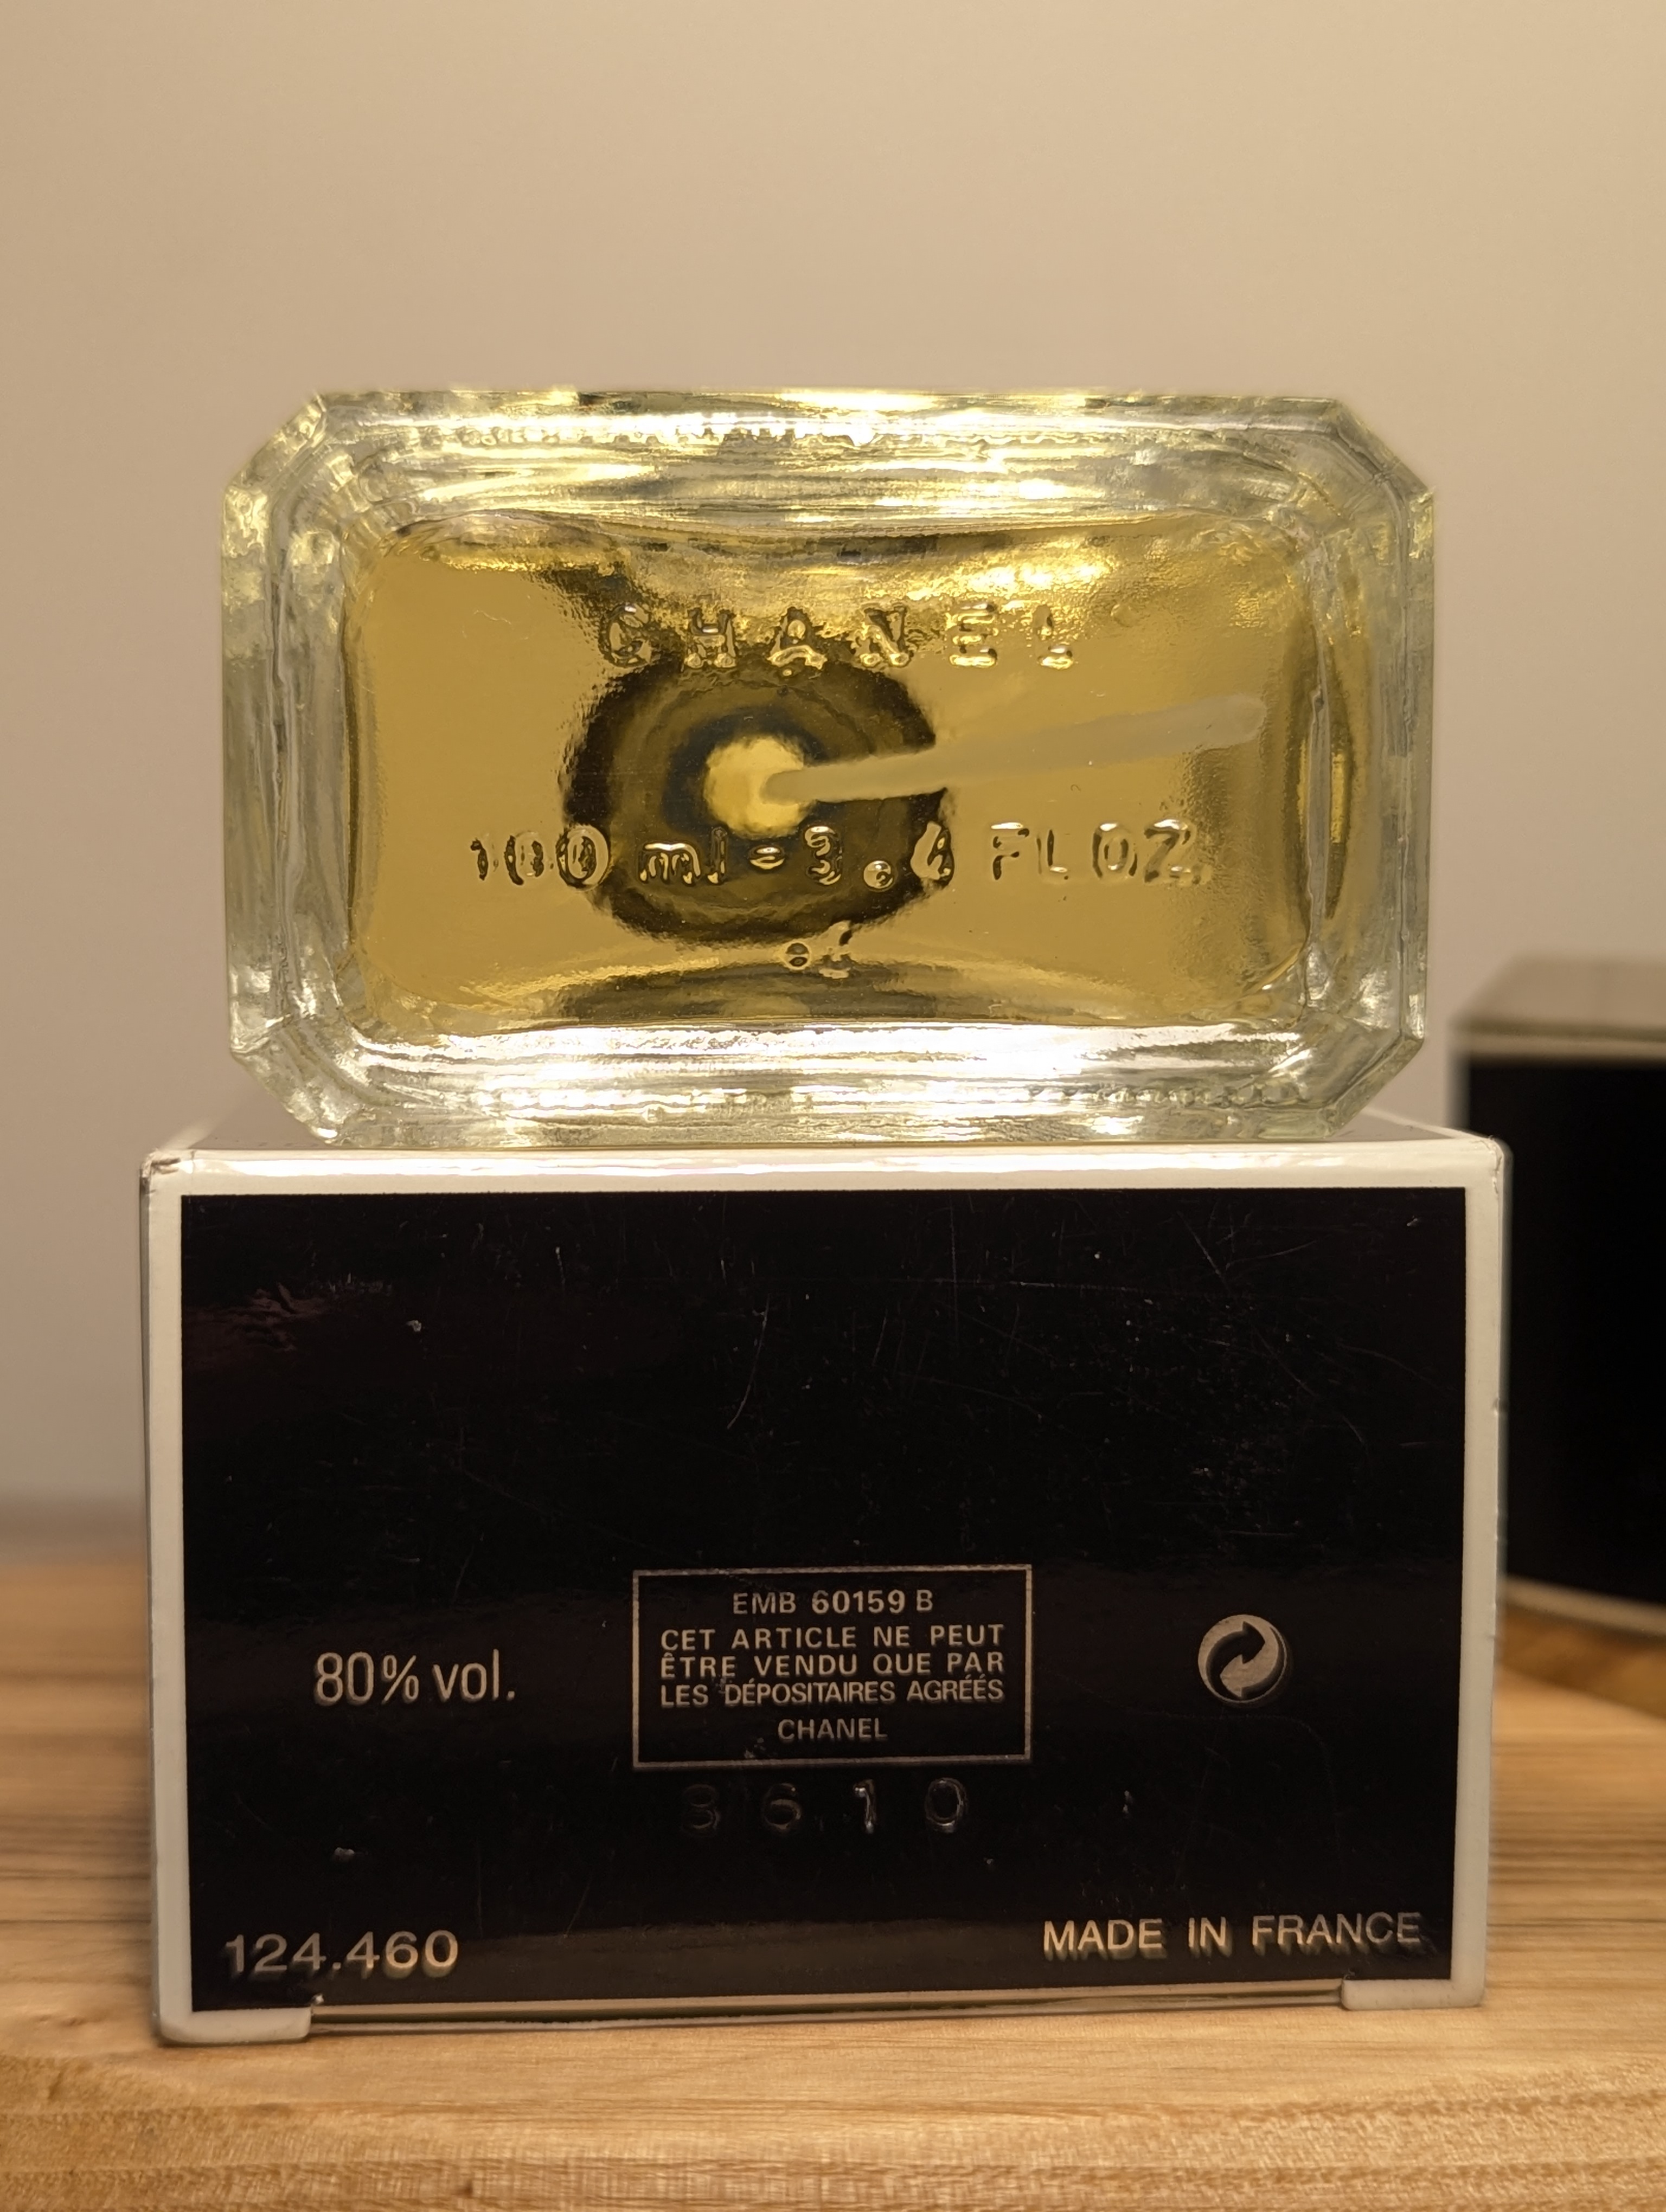 CHANEL
100 ml - 3.4 FL OZ.
EMB 60159 B
CET ARTICLE NE PEUT
ÊTRE VENDU QUE PAR
LES DÉPOSITAIRES AGRÉÉS
CHANEL
80% vol.
3610
124.460
MADE IN FRANCE